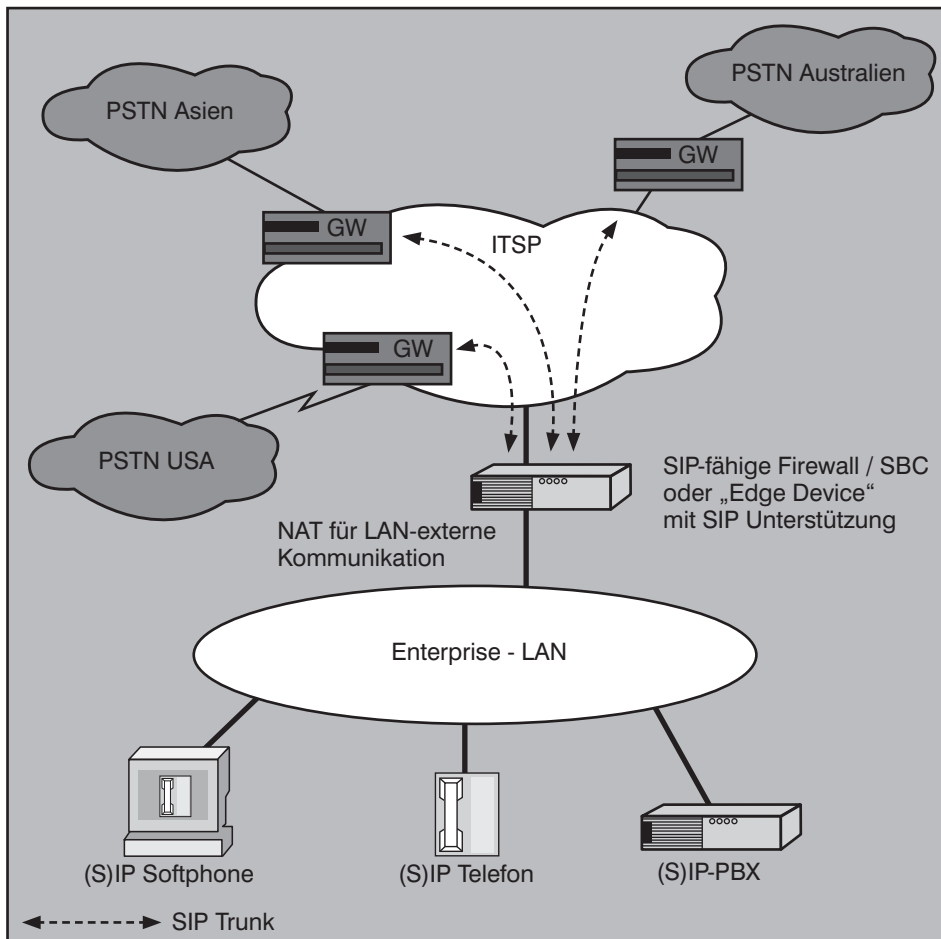 PSTN Australien
PSTN Asien
GW
GW
ITSP
GW
PSTN USA
SIP-fähige Firewall / SBC
oder „Edge Device“
mit SIP Unterstützung
NAT für LAN-externe
Kommunikation
Enterprise - LAN
(S)IP Softphone
(S)IP Telefon
(S)IP-PBX
SIP Trunk